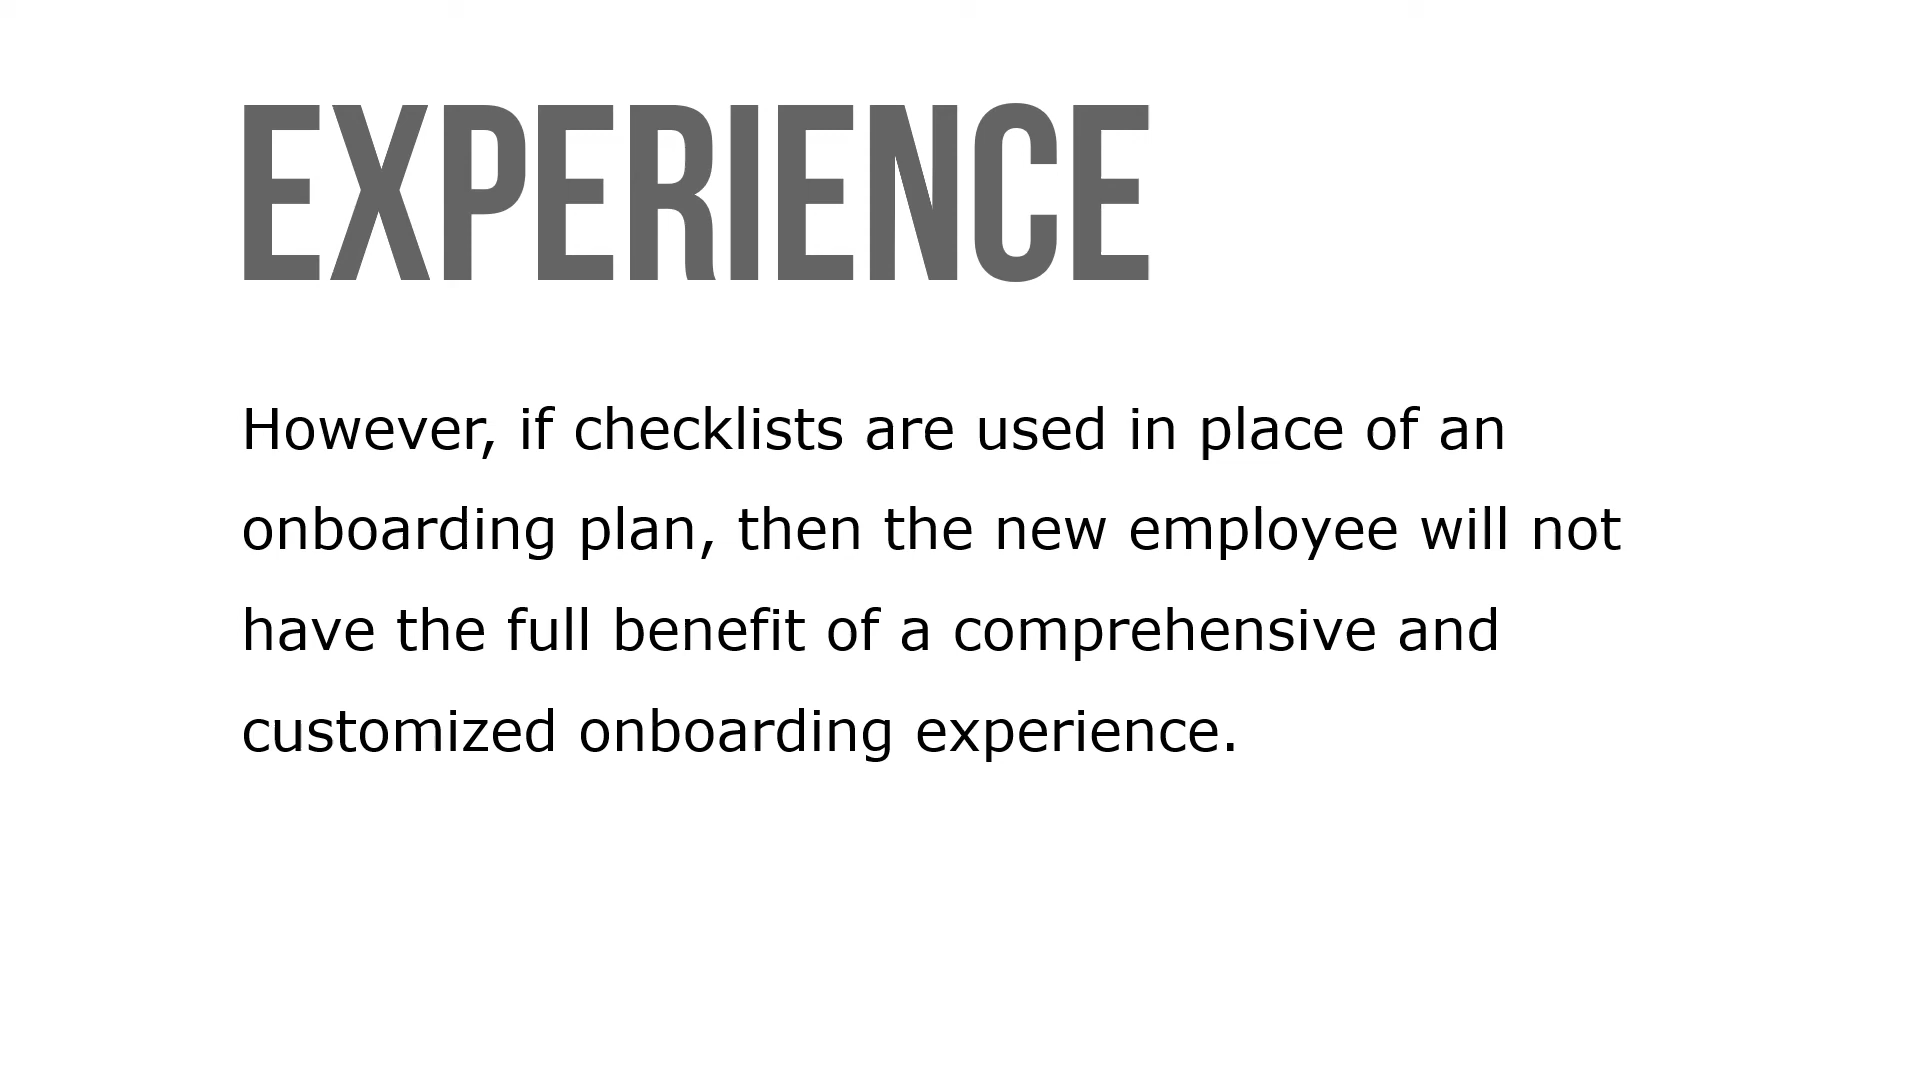 EXPERIENCE
However, if checklists are used in place of an
onboarding plan, then the new employee will not
have the full benefit of a comprehensive and
customized onboarding experience.